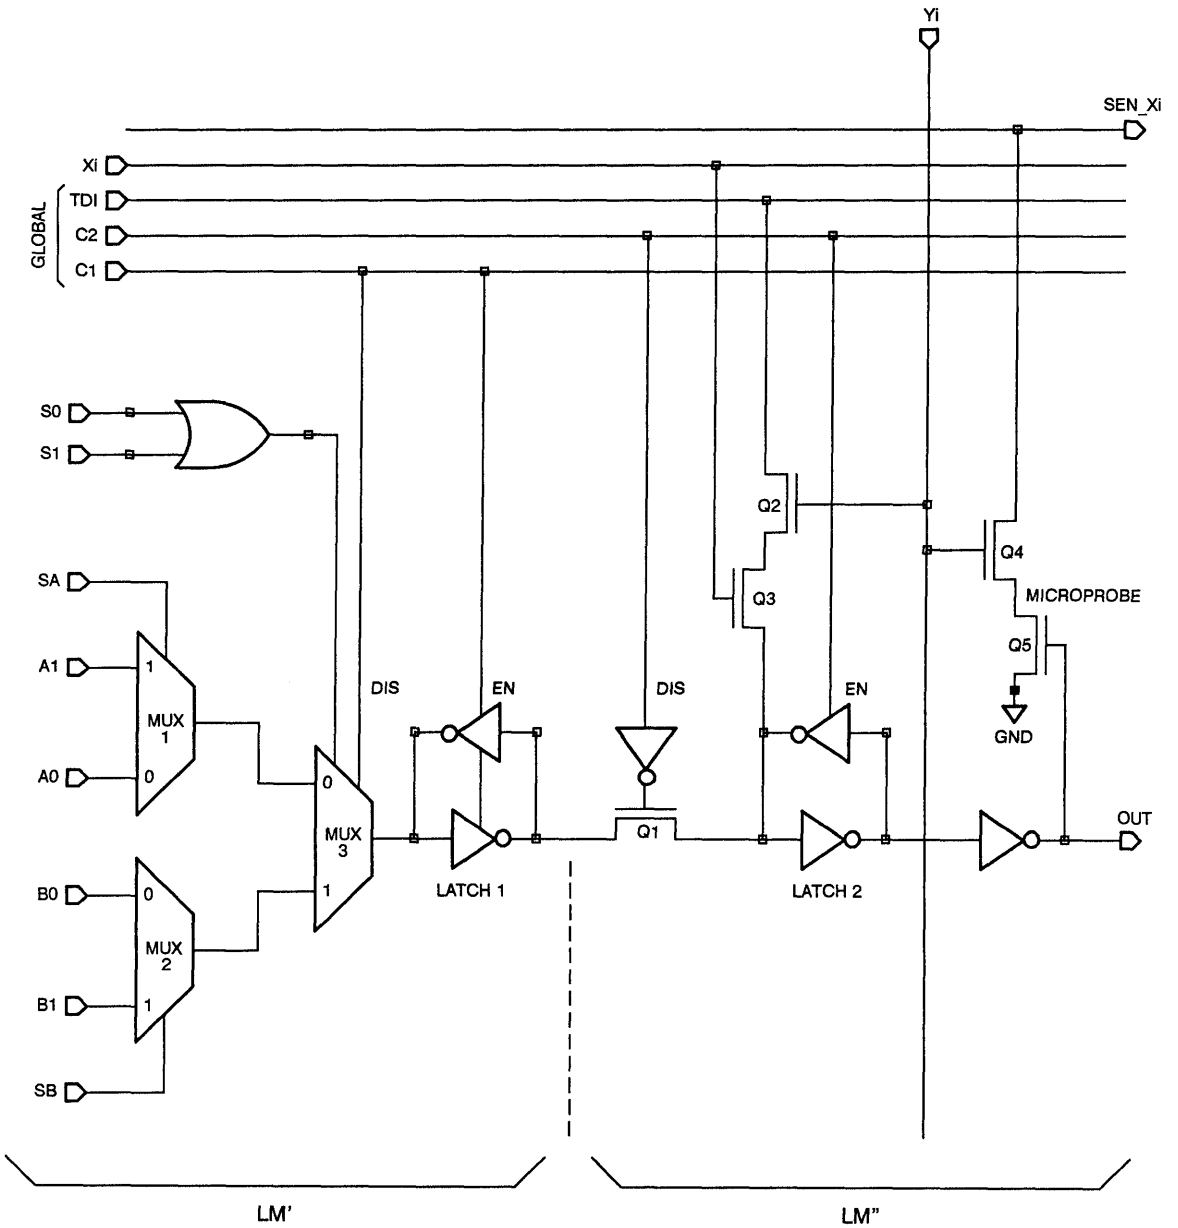 Yi
SEN_Xi
Xi
GLOBAL
TDI
C2
C1
S0
S1
Q2
Q4
SA
Q3
MICROPROBE
A1
1
Q5
DIS
EN
DIS
EN
MUX
1
GND
A0
0
0
MUX
3
Q1
OUT
B0
0
1
LATCH 1
LATCH 2
MUX
2
B1
1
SB
LM'
LM"